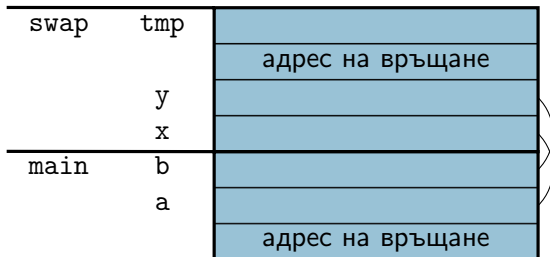 swap tmp
адрес на връщане
y
x
main b
a
адрес на връщане